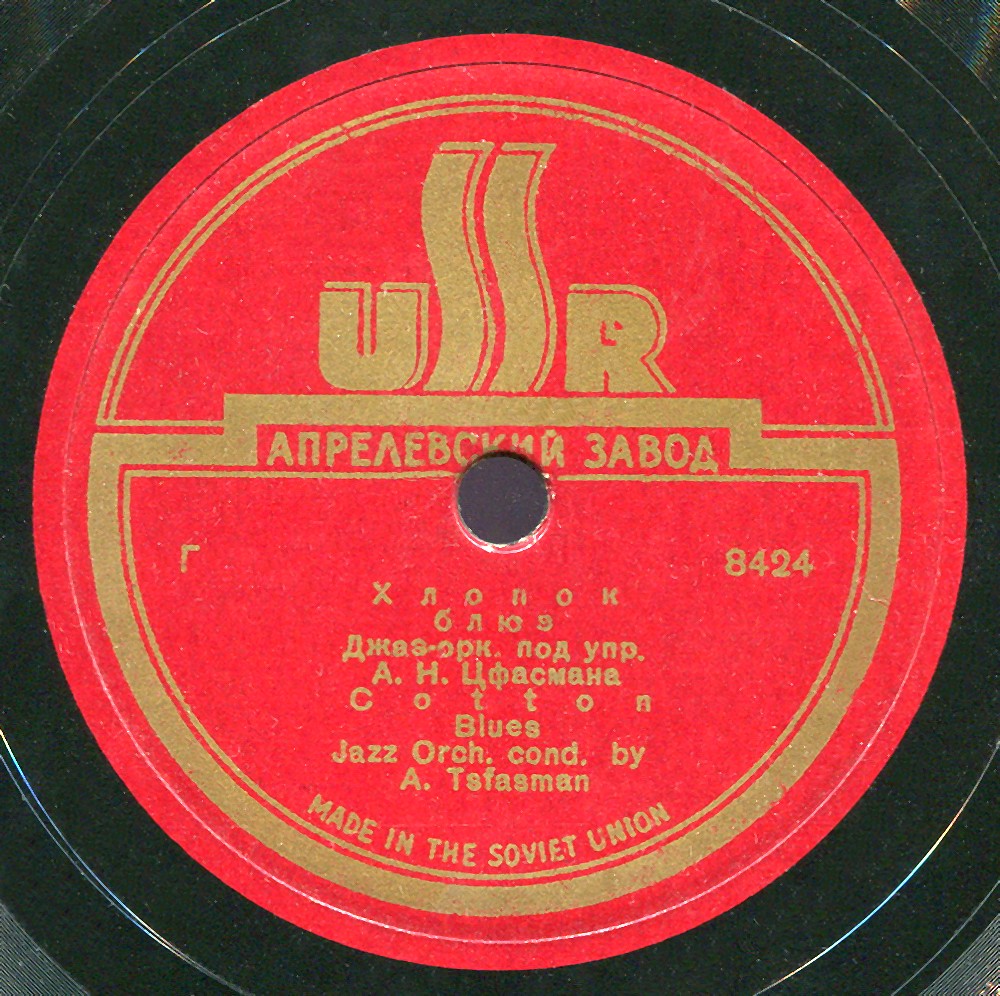 USSR
АПРЕЛЕВСКИЙ ЗАВОД
Г 8424
Хлопок
блюз
Джаз-орк. под упр.
А. Н. Цфасмана
Cotton
Blues
Jazz Orch. cond. by
A. Tsfasman
MADE IN THE SOVIET UNION